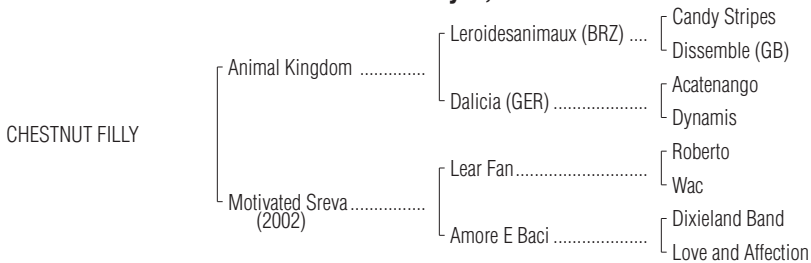 Candy Stripes
Leroidesanimaux (BRZ) ....
Dissemble (GB)
Animal Kingdom ..............
Acatenango
Dalicia (GER) ....................
Dynamis
CHESTNUT FILLY
Roberto
Lear Fan............................
Wac
Motivated Sreva ................
(2002)
Dixieland Band
Amore E Baci ....................
Love and Affection